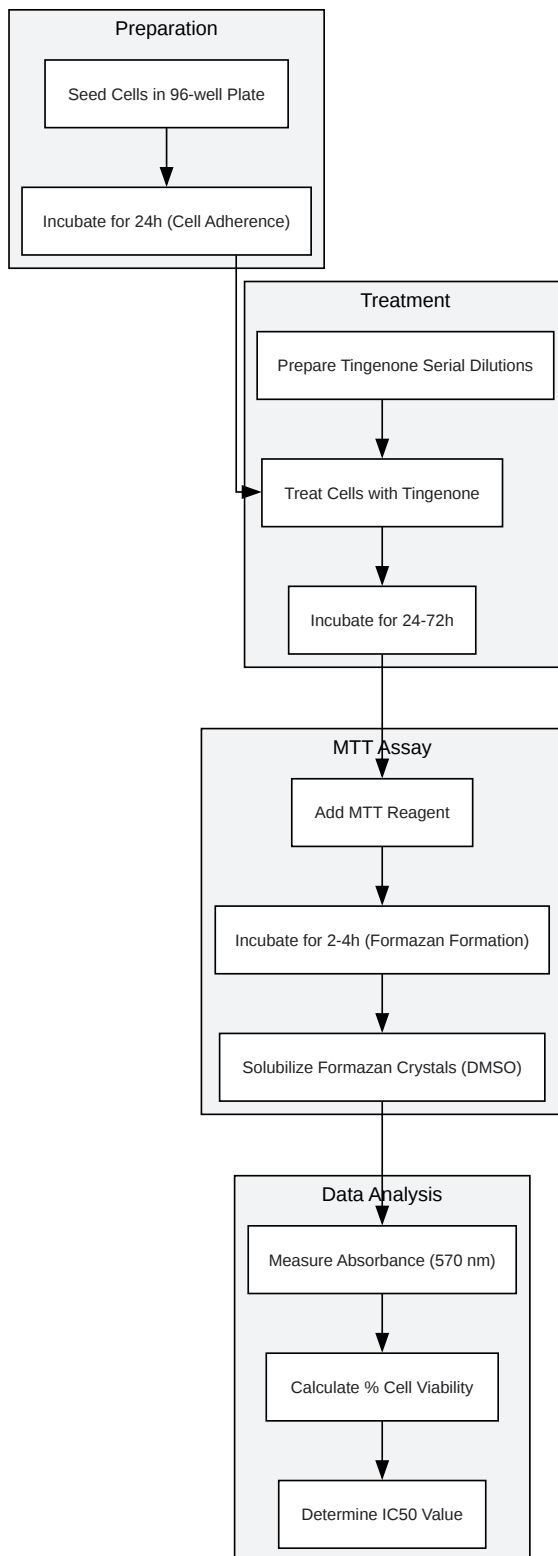 Preparation
Seed Cells in 96-well Plate
Incubate for 24h (Cell Adherence)
Treatment
Prepare Tingenone Serial Dilutions
Treat Cells with Tingenone
Incubate for 24-72h
MTT Assay
Add MTT Reagent
Incubate for 2-4h (Formazan Formation)
Solubilize Formazan Crystals (DMSO)
Data Analysis
Measure Absorbance (570 nm)
Calculate % Cell Viability
Determine IC50 Value